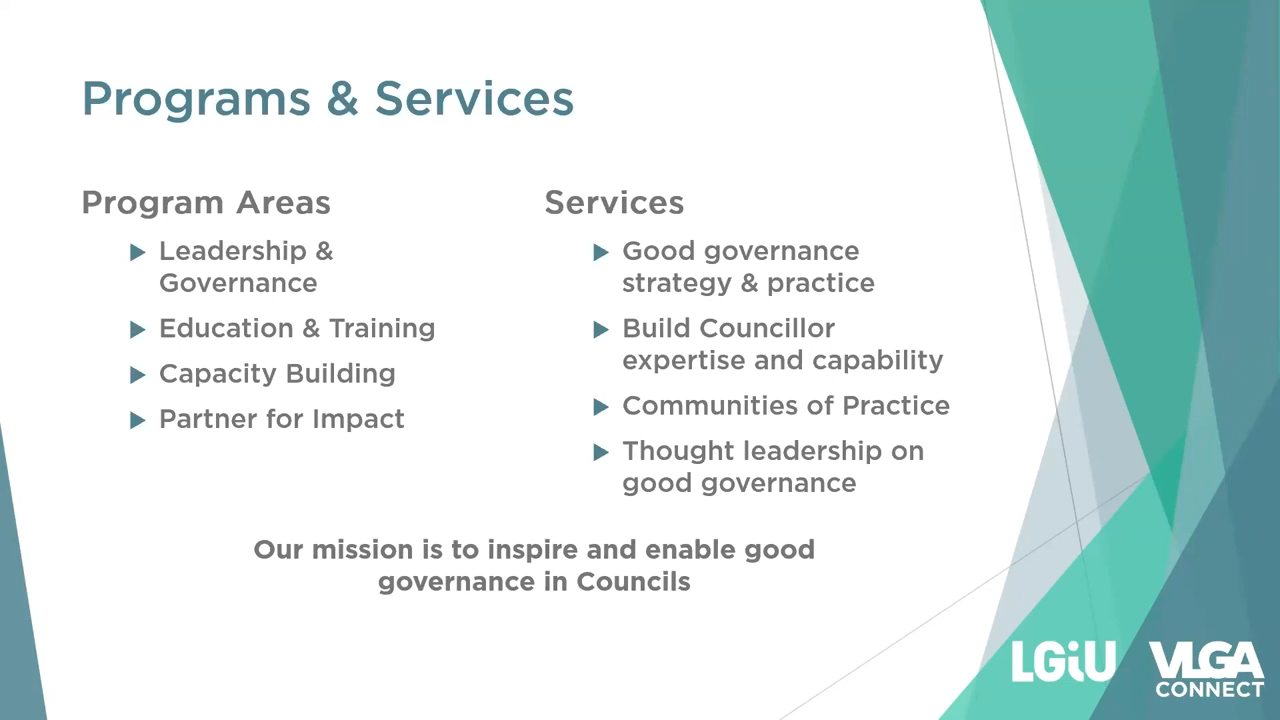 Programs & Services
Program Areas
Leadership &
Governance
Education & Training
Capacity Building
Partner for Impact
Services
Good governance
strategy & practice
Build Councillor
expertise and capability
Communities of Practice
Thought leadership on
good governance
Our mission is to inspire and enable good
governance in Councils
LGiU
VLGA
CONNECT